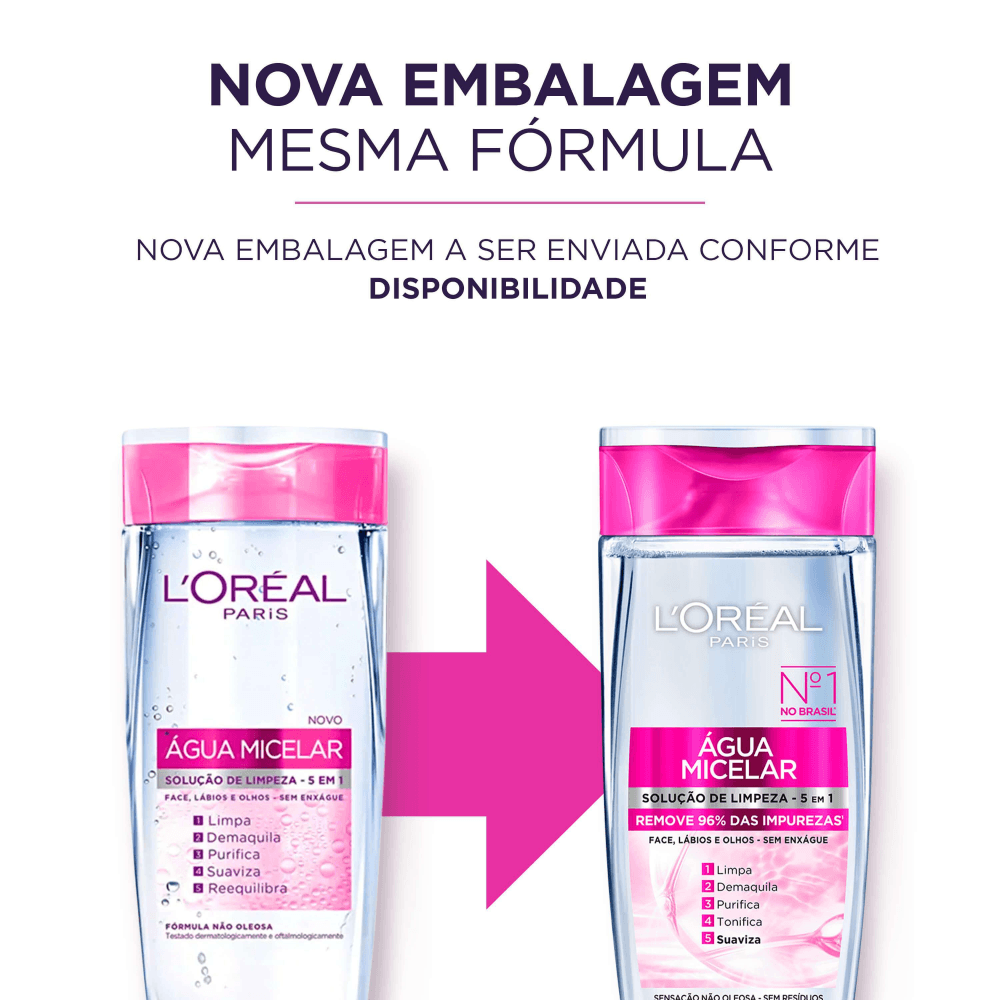 NOVA EMBALAGEM
MESMA FÓRMULA
NOVA EMBALAGEM A SER ENVIADA CONFORME
DISPONIBILIDADE
L'ORÉAL
PARIS
NOVO
ÁGUA MICELAR
SOLUÇÃO DE LIMPEZA - 5 EM 1
FACE, LÁBIOS E OLHOS - SEM ENXÁGUE
1 Limpa
2 Demaquila
3 Purifica
4 Suaviza
5 Reequilibra
FÓRMULA NÃO OLEOSA
Testado dermatologicamente e oftalmologicamente
L'ORÉAL
PARIS
Nº1
NO BRASIL
ÁGUA
MICELAR
SOLUÇÃO DE LIMPEZA - 5 EM 1
REMOVE 96% DAS IMPUREZAS¹
FACE, LÁBIOS E OLHOS - SEM ENXÁGUE
1 Limpa
2 Demaquila
3 Purifica
4 Tonifica
5 Suaviza
SENSAÇÃO NÃO OLEOSA - SEM RESÍDUOS